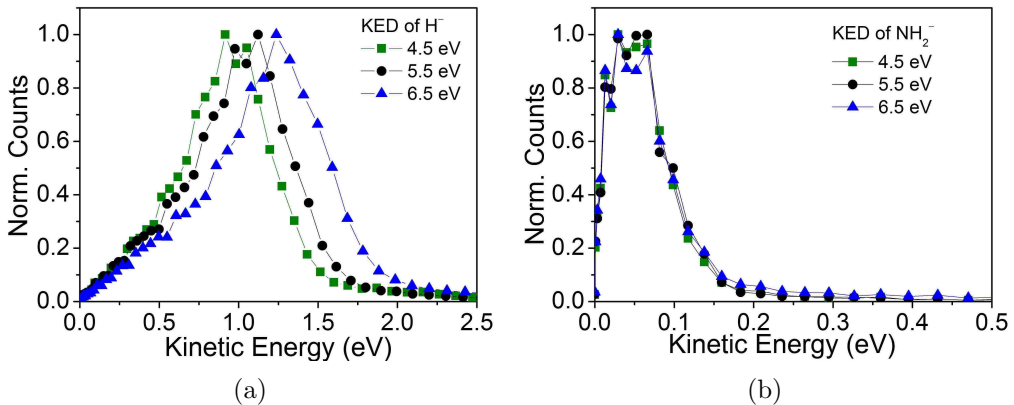 KED of H⁻
4.5 eV
5.5 eV
6.5 eV
Norm. Counts
1.0
0.8
0.6
0.4
0.2
0.0
0.0 0.5 1.0 1.5 2.0 2.5
Kinetic Energy (eV)
(a)
KED of NH₂⁻
4.5 eV
5.5 eV
6.5 eV
Norm. Counts
1.0
0.8
0.6
0.4
0.2
0.0
0.0 0.1 0.2 0.3 0.4 0.5
Kinetic Energy (eV)
(b)